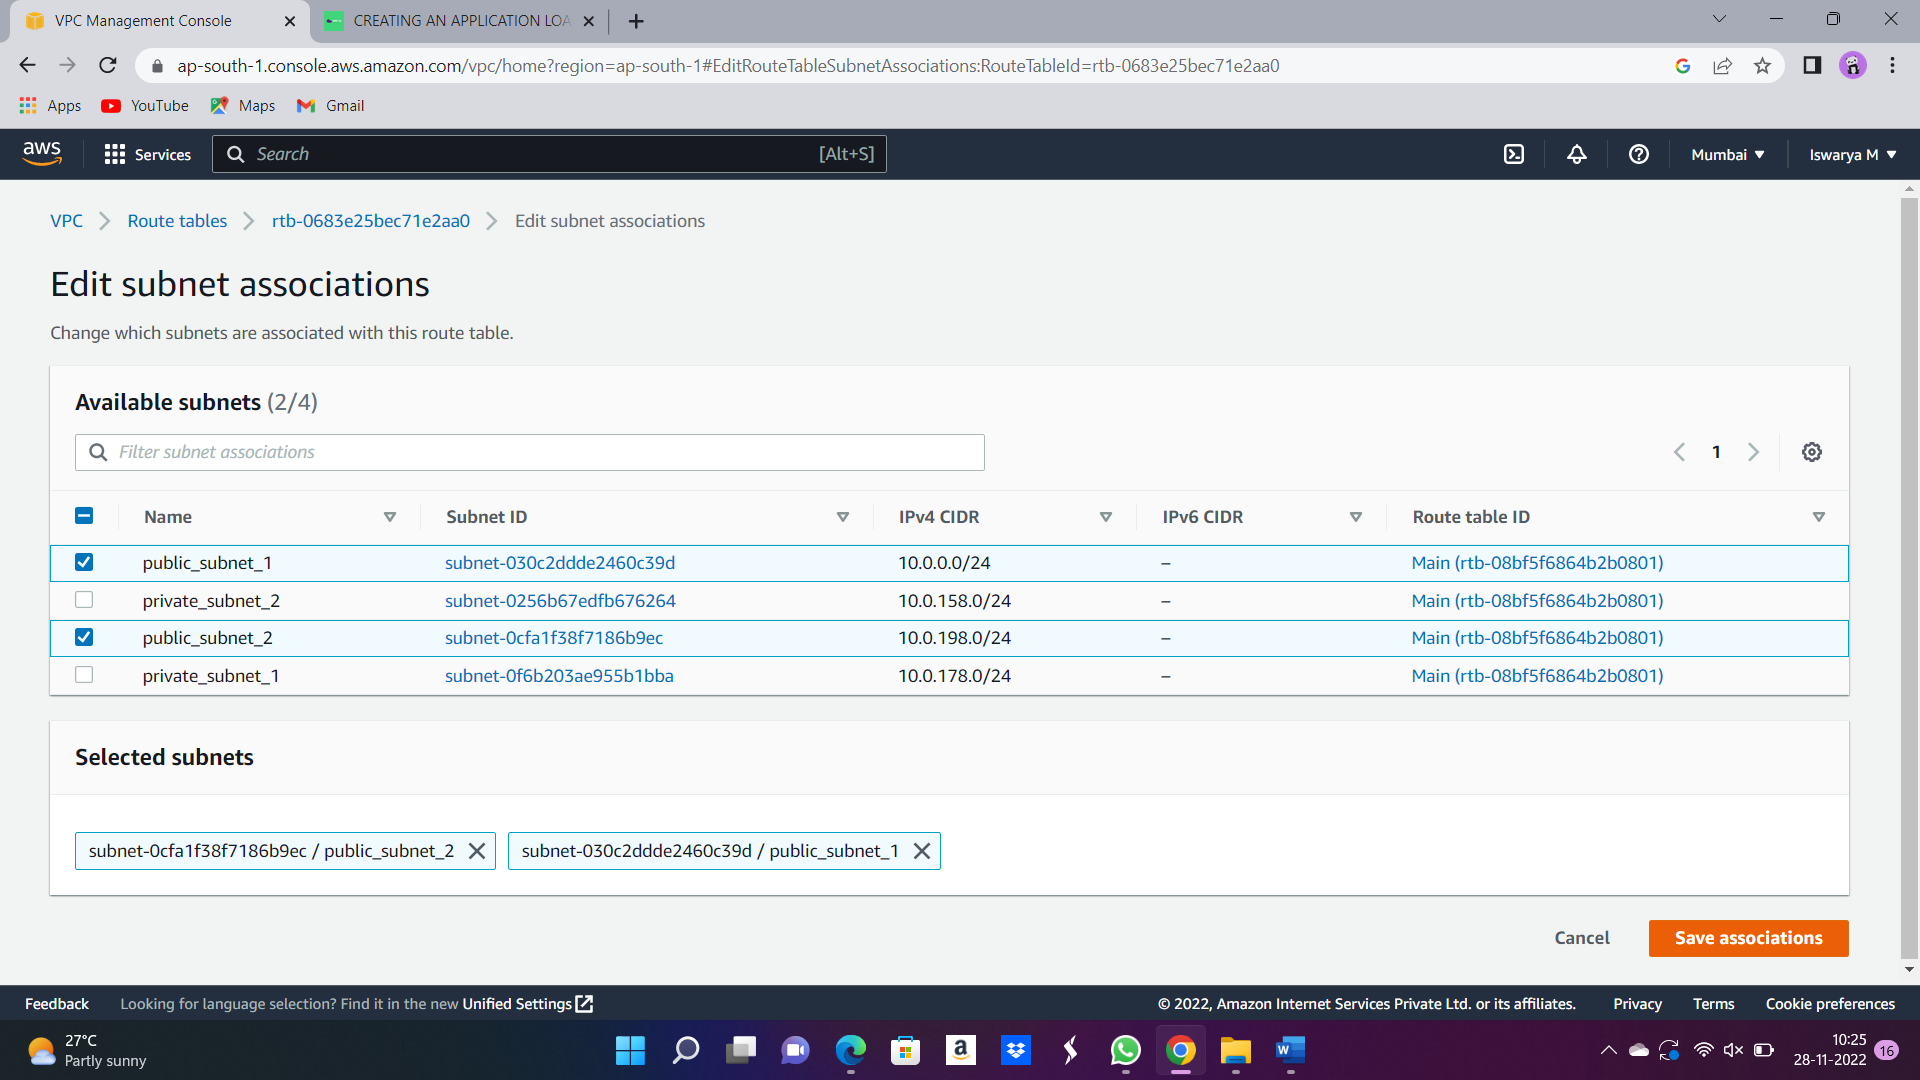 VPC Management Console
CREATING AN APPLICATION LOA
ap-south-1.console.aws.amazon.com/vpc/home?region=ap-south-1#EditRouteTableSubnetAssociations:RouteTableId=rtb-0683e25bec71e2aa0
Apps YouTube Maps Gmail
aws Services Search [Alt+S] Mumbai Iswarya M
VPC Route tables rtb-0683e25bec71e2aa0 Edit subnet associations
Edit subnet associations
Change which subnets are associated with this route table.
Available subnets (2/4)
Filter subnet associations 1
Name Subnet ID IPv4 CIDR IPv6 CIDR Route table ID
public_subnet_1 subnet-030c2ddde2460c39d 10.0.0.0/24 – Main (rtb-08bf5f6864b2b0801)
private_subnet_2 subnet-0256b67edfb676264 10.0.158.0/24 – Main (rtb-08bf5f6864b2b0801)
public_subnet_2 subnet-0cfa1f38f7186b9ec 10.0.198.0/24 – Main (rtb-08bf5f6864b2b0801)
private_subnet_1 subnet-0f6b203ae955b1bba 10.0.178.0/24 – Main (rtb-08bf5f6864b2b0801)
Selected subnets
subnet-0cfa1f38f7186b9ec / public_subnet_2 subnet-030c2ddde2460c39d / public_subnet_1
Cancel Save associations
Feedback Looking for language selection? Find it in the new Unified Settings © 2022, Amazon Internet Services Private Ltd. or its affiliates. Privacy Terms Cookie preferences
27°C
Partly sunny
10:25
28-11-2022
16